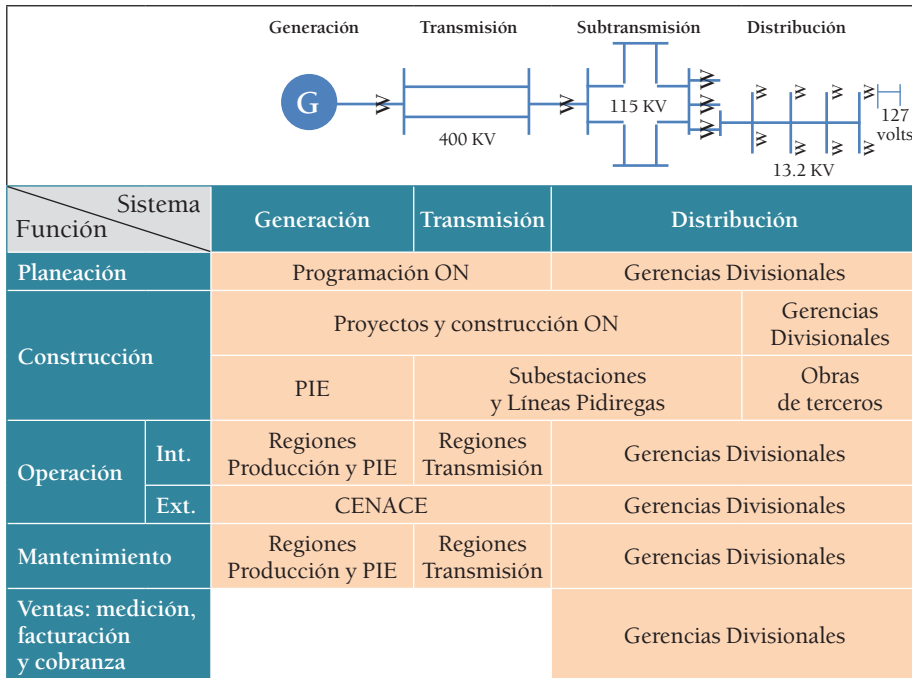 Generación Transmisión Subtransmisión Distribución
G
115 KV
127
volts
400 KV
13.2 KV
Sistema
Función
Generación Transmisión Distribución
Planeación Programación ON Gerencias Divisionales
Construcción
Proyectos y construcción ON
Gerencias
Divisionales
PIE
Subestaciones
y Líneas Pidiregas
Obras
de terceros
Operación
Int.
Regiones
Producción y PIE
Regiones
Transmisión
Gerencias Divisionales
Ext. CENACE Gerencias Divisionales
Mantenimiento
Regiones
Producción y PIE
Regiones
Transmisión
Gerencias Divisionales
Ventas: medición,
facturación
y cobranza
Gerencias Divisionales